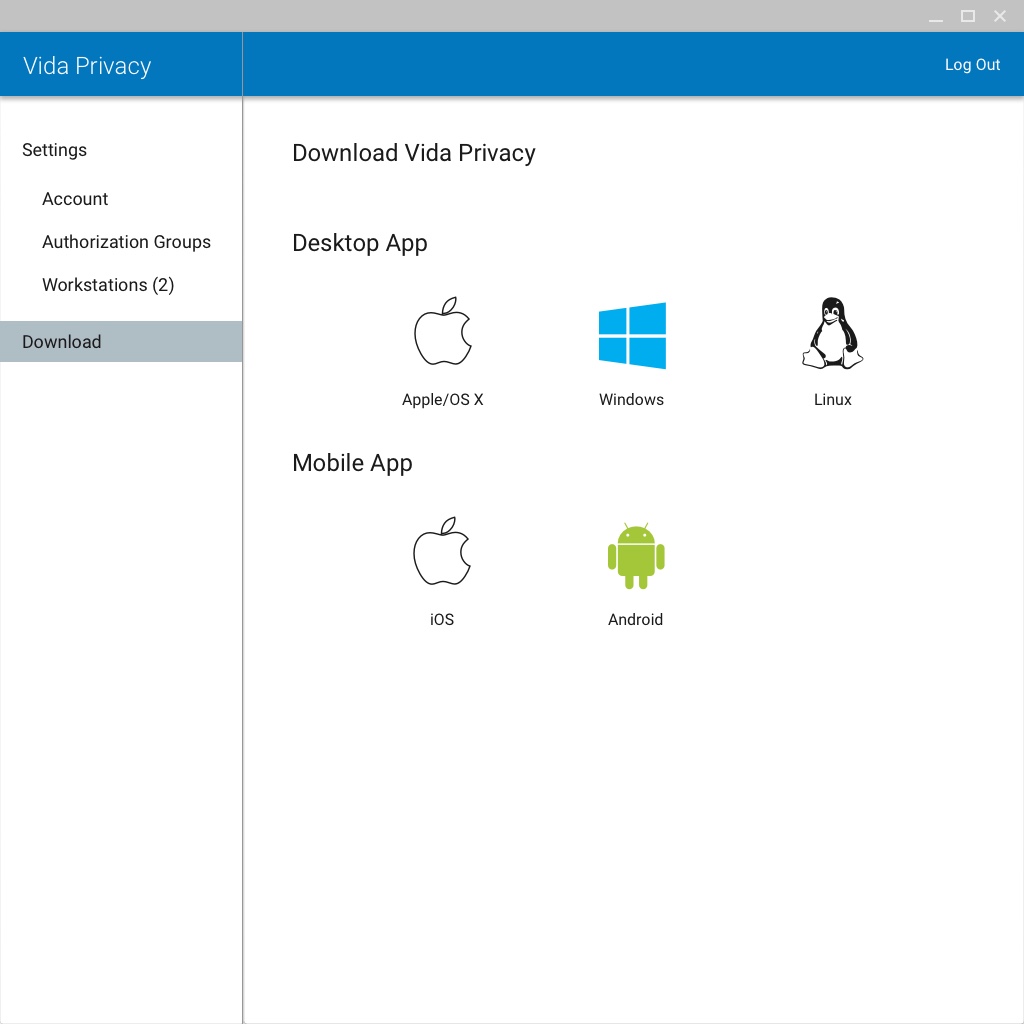 Vida Privacy
Log Out
Settings
Account
Authorization Groups
Workstations (2)
Download
Download Vida Privacy
Desktop App
Apple/OS X
Windows
Linux
Mobile App
iOS
Android